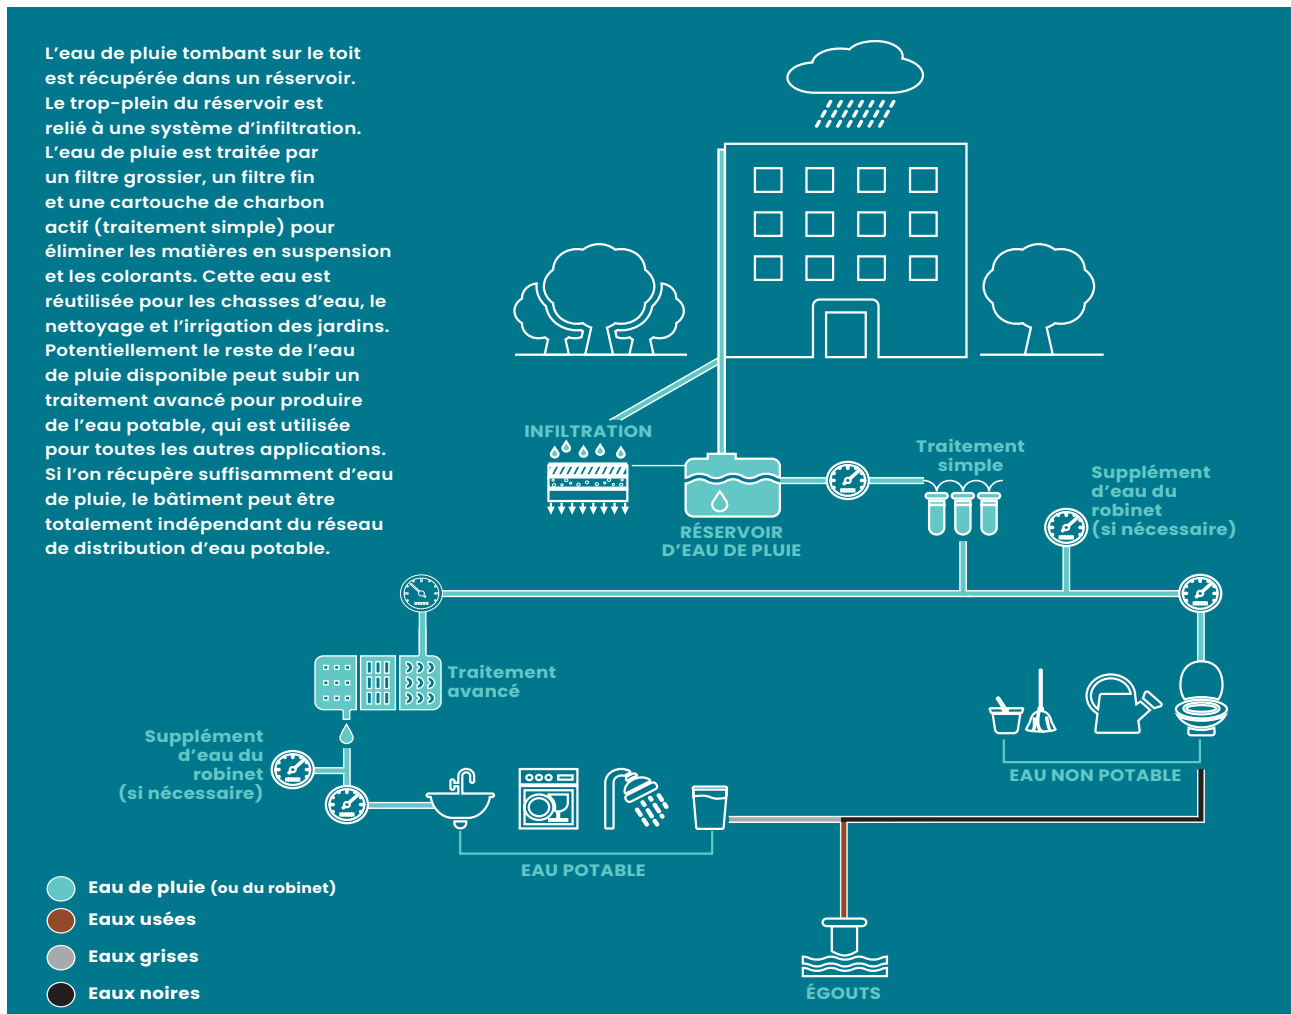 L’eau de pluie tombant sur le toit
est récupérée dans un réservoir.
Le trop-plein du réservoir est
relié à une système d’infiltration.
L’eau de pluie est traitée par
un filtre grossier, un filtre fin
et une cartouche de charbon
actif (traitement simple) pour
éliminer les matières en suspension
et les colorants. Cette eau est
réutilisée pour les chasses d’eau, le
nettoyage et l’irrigation des jardins.
Potentiellement le reste de l’eau
de pluie disponible peut subir un
traitement avancé pour produire
de l’eau potable, qui est utilisée
pour toutes les autres applications.
Si l’on récupère suffisamment d’eau
de pluie, le bâtiment peut être
totalement indépendant du réseau
de distribution d’eau potable.
INFILTRATION
RÉSERVOIR
D’EAU DE PLUIE
Traitement
simple
Supplément
d’eau du
robinet
(si nécessaire)
Traitement
avancé
Supplément
d’eau du
robinet
(si nécessaire)
EAU NON POTABLE
EAU POTABLE
ÉGOUTS
Eau de pluie (ou du robinet)
Eaux usées
Eaux grises
Eaux noires